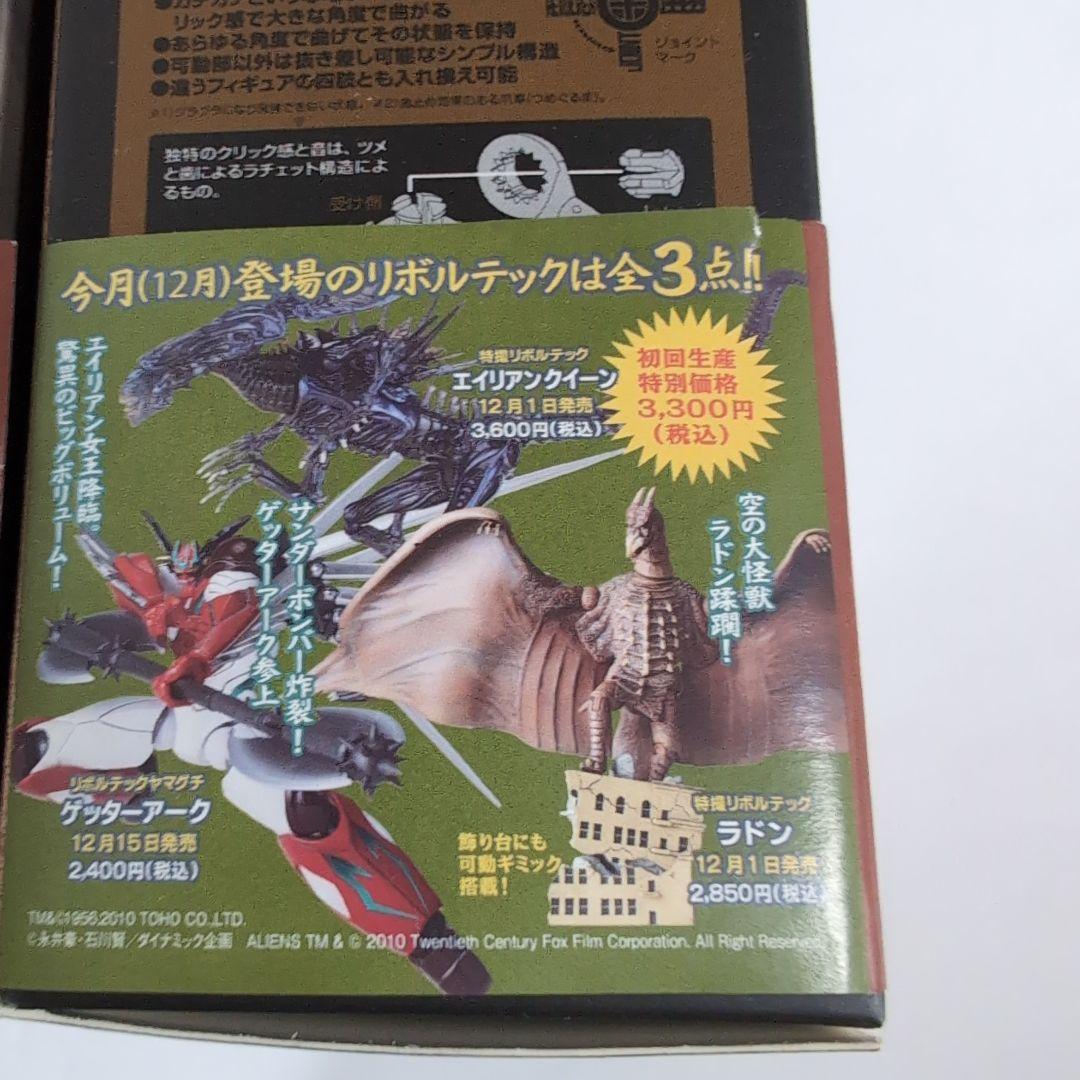 リック感で大きな角度で曲がる
●あらゆる角度で曲げてその状態を保持
●可動部以外は抜き差し可能なシンプル構造
●違うフィギュアの四肢とも入れ換え可能
ジョイント
マーク
独特のクリック感と音は、ツメ
と歯によるラチェット構造によ
るもの。
受け側
今月(12月)登場のリボルテックは全3点!!
エイリアン女王降臨。
驚異のビッグボリューム!
特撮リボルテック
エイリアンクイーン
12月1日発売
3,600円(税込)
初回生産
特別価格
3,300円
(税込)
サンダーボンバー炸裂!
ゲッターアーク参上
空の大怪獣
ラドン蹂躙!
リボルテックヤマグチ
ゲッターアーク
12月15日発売
2,400円(税込)
飾り台にも
可動ギミック
搭載!
特撮リボルテック
ラドン
12月1日発売
2,850円(税込)
TM&©1956,2010 TOHO CO.,LTD.
©永井豪・石川賢/ダイナミック企画 ALIENS TM & © 2010 Twentieth Century Fox Film Corporation. All Right Reserved.